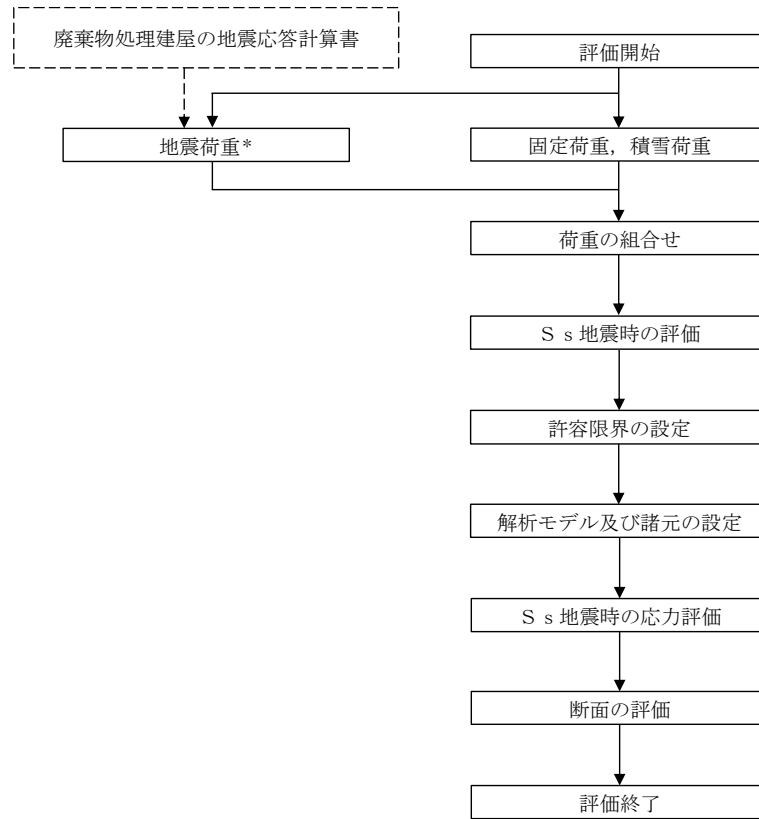 廃棄物処理建屋の地震応答計算書
評価開始
地震荷重*
固定荷重，積雪荷重
荷重の組合せ
Ｓｓ地震時の評価
許容限界の設定
解析モデル及び諸元の設定
Ｓｓ地震時の応力評価
断面の評価
評価終了